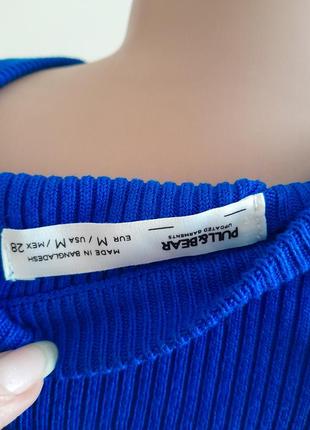 PULL&BEAR
UPDATED GARMENTS
EUR M / USA M / MEX 28
MADE IN BANGLADESH